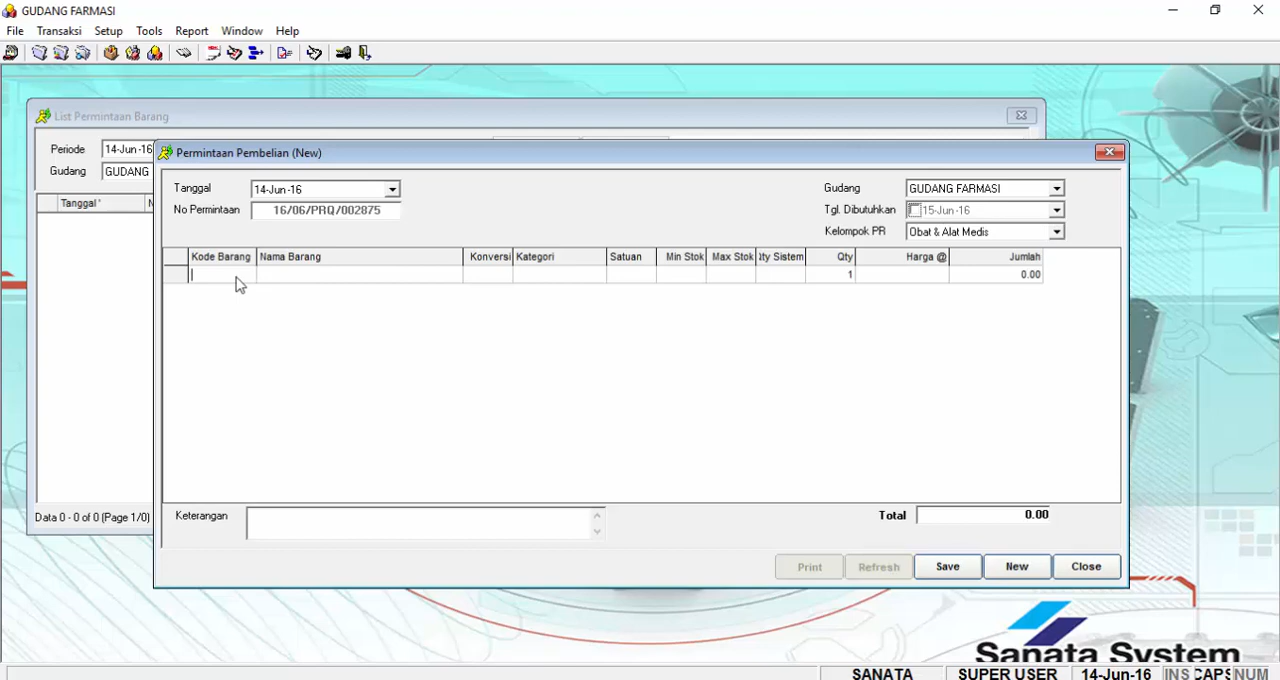 GUDANG FARMASI
File Transaksi Setup Tools Report Window Help
List Permintaan Barang
Periode 14-Jun-16
Gudang GUDANG
Tanggal
Permintaan Pembelian (New)
Tanggal 14-Jun-16 Gudang GUDANG FARMASI
No Permintaan 16/06/PRQ/002875 Tgl. Dibutuhkan 15-Jun-16
Kelompok PR Obat & Alat Medis
Kode Barang Nama Barang Konversi Kategori Satuan Min Stok Max Stok Qty Sistem Qty Harga @ Jumlah
1 0.00
Keterangan Total 0.00
Data 0 - 0 of 0 (Page 1/0)
Print Refresh Save New Close
Sanata System
SANATA SUPER USER 14-Jun-16 INS CAPS NUM